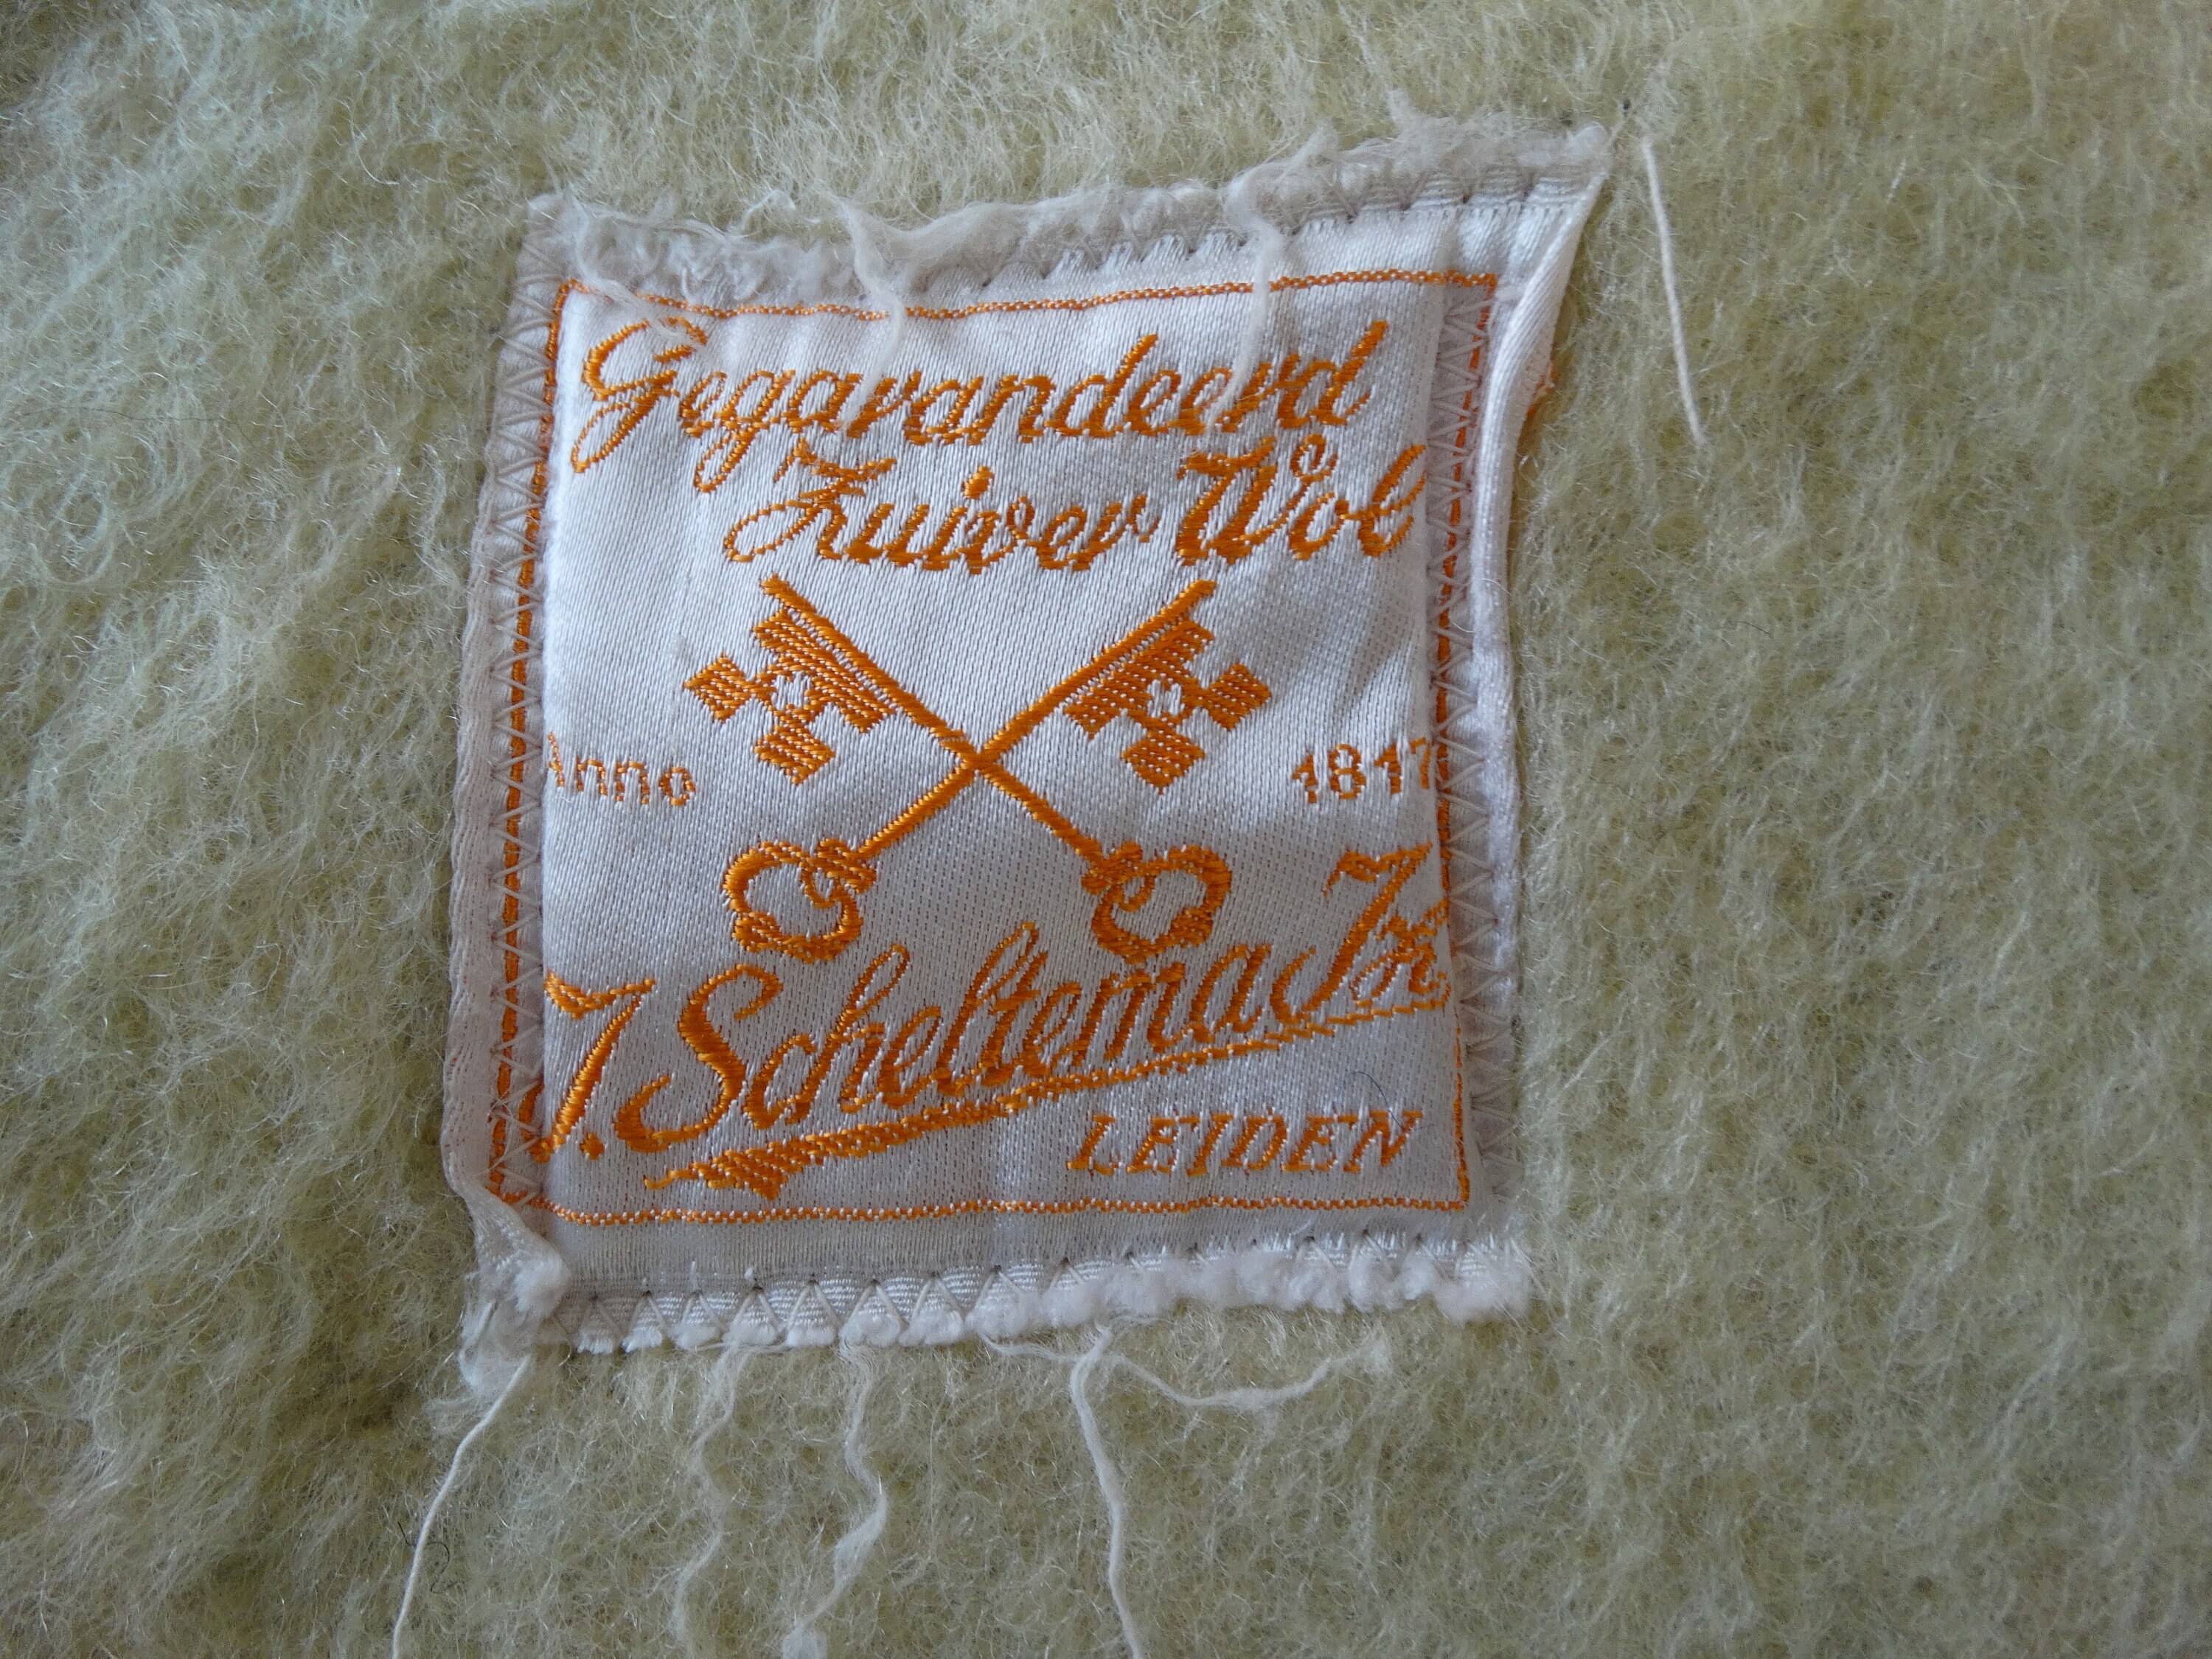 Gegarandeerd
Zuiver Wol
Anno 1817
J. Scheltema Jzn
LEIDEN